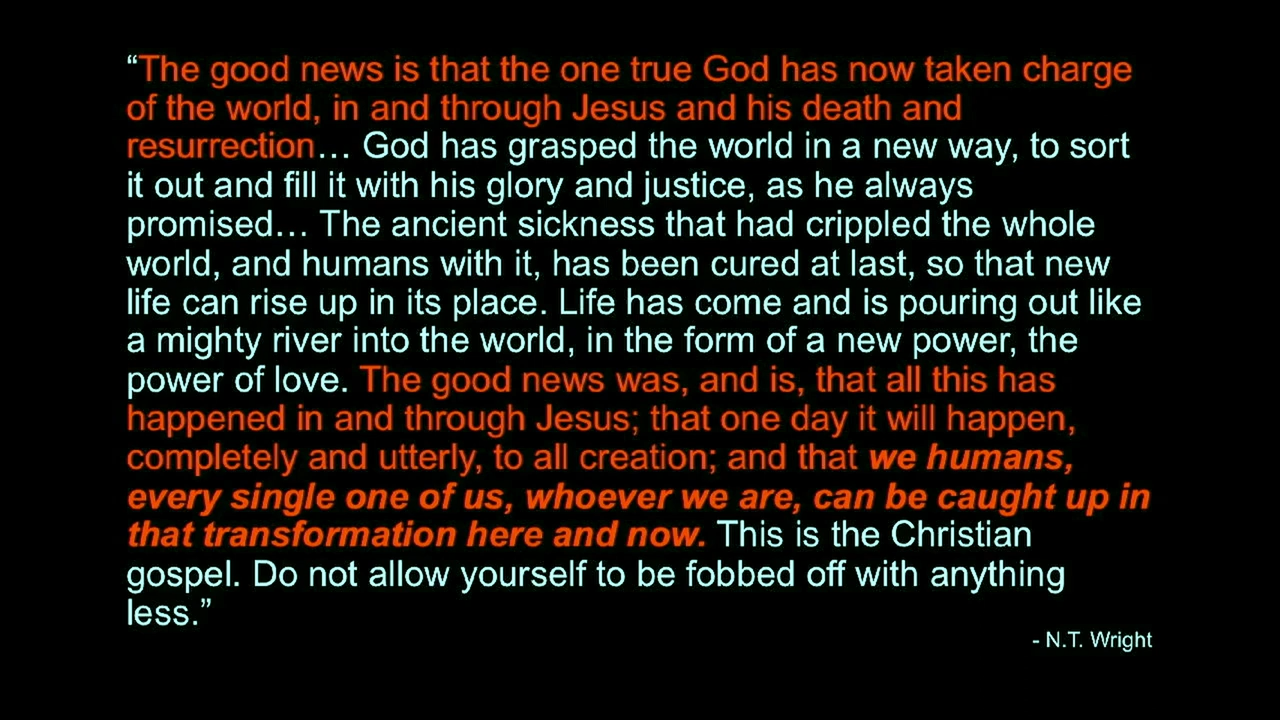 “The good news is that the one true God has now taken charge
of the world, in and through Jesus and his death and
resurrection… God has grasped the world in a new way, to sort
it out and fill it with his glory and justice, as he always
promised… The ancient sickness that had crippled the whole
world, and humans with it, has been cured at last, so that new
life can rise up in its place. Life has come and is pouring out like
a mighty river into the world, in the form of a new power, the
power of love. The good news was, and is, that all this has
happened in and through Jesus; that one day it will happen,
completely and utterly, to all creation; and that we humans,
every single one of us, whoever we are, can be caught up in
that transformation here and now. This is the Christian
gospel. Do not allow yourself to be fobbed off with anything
less.”
- N.T. Wright